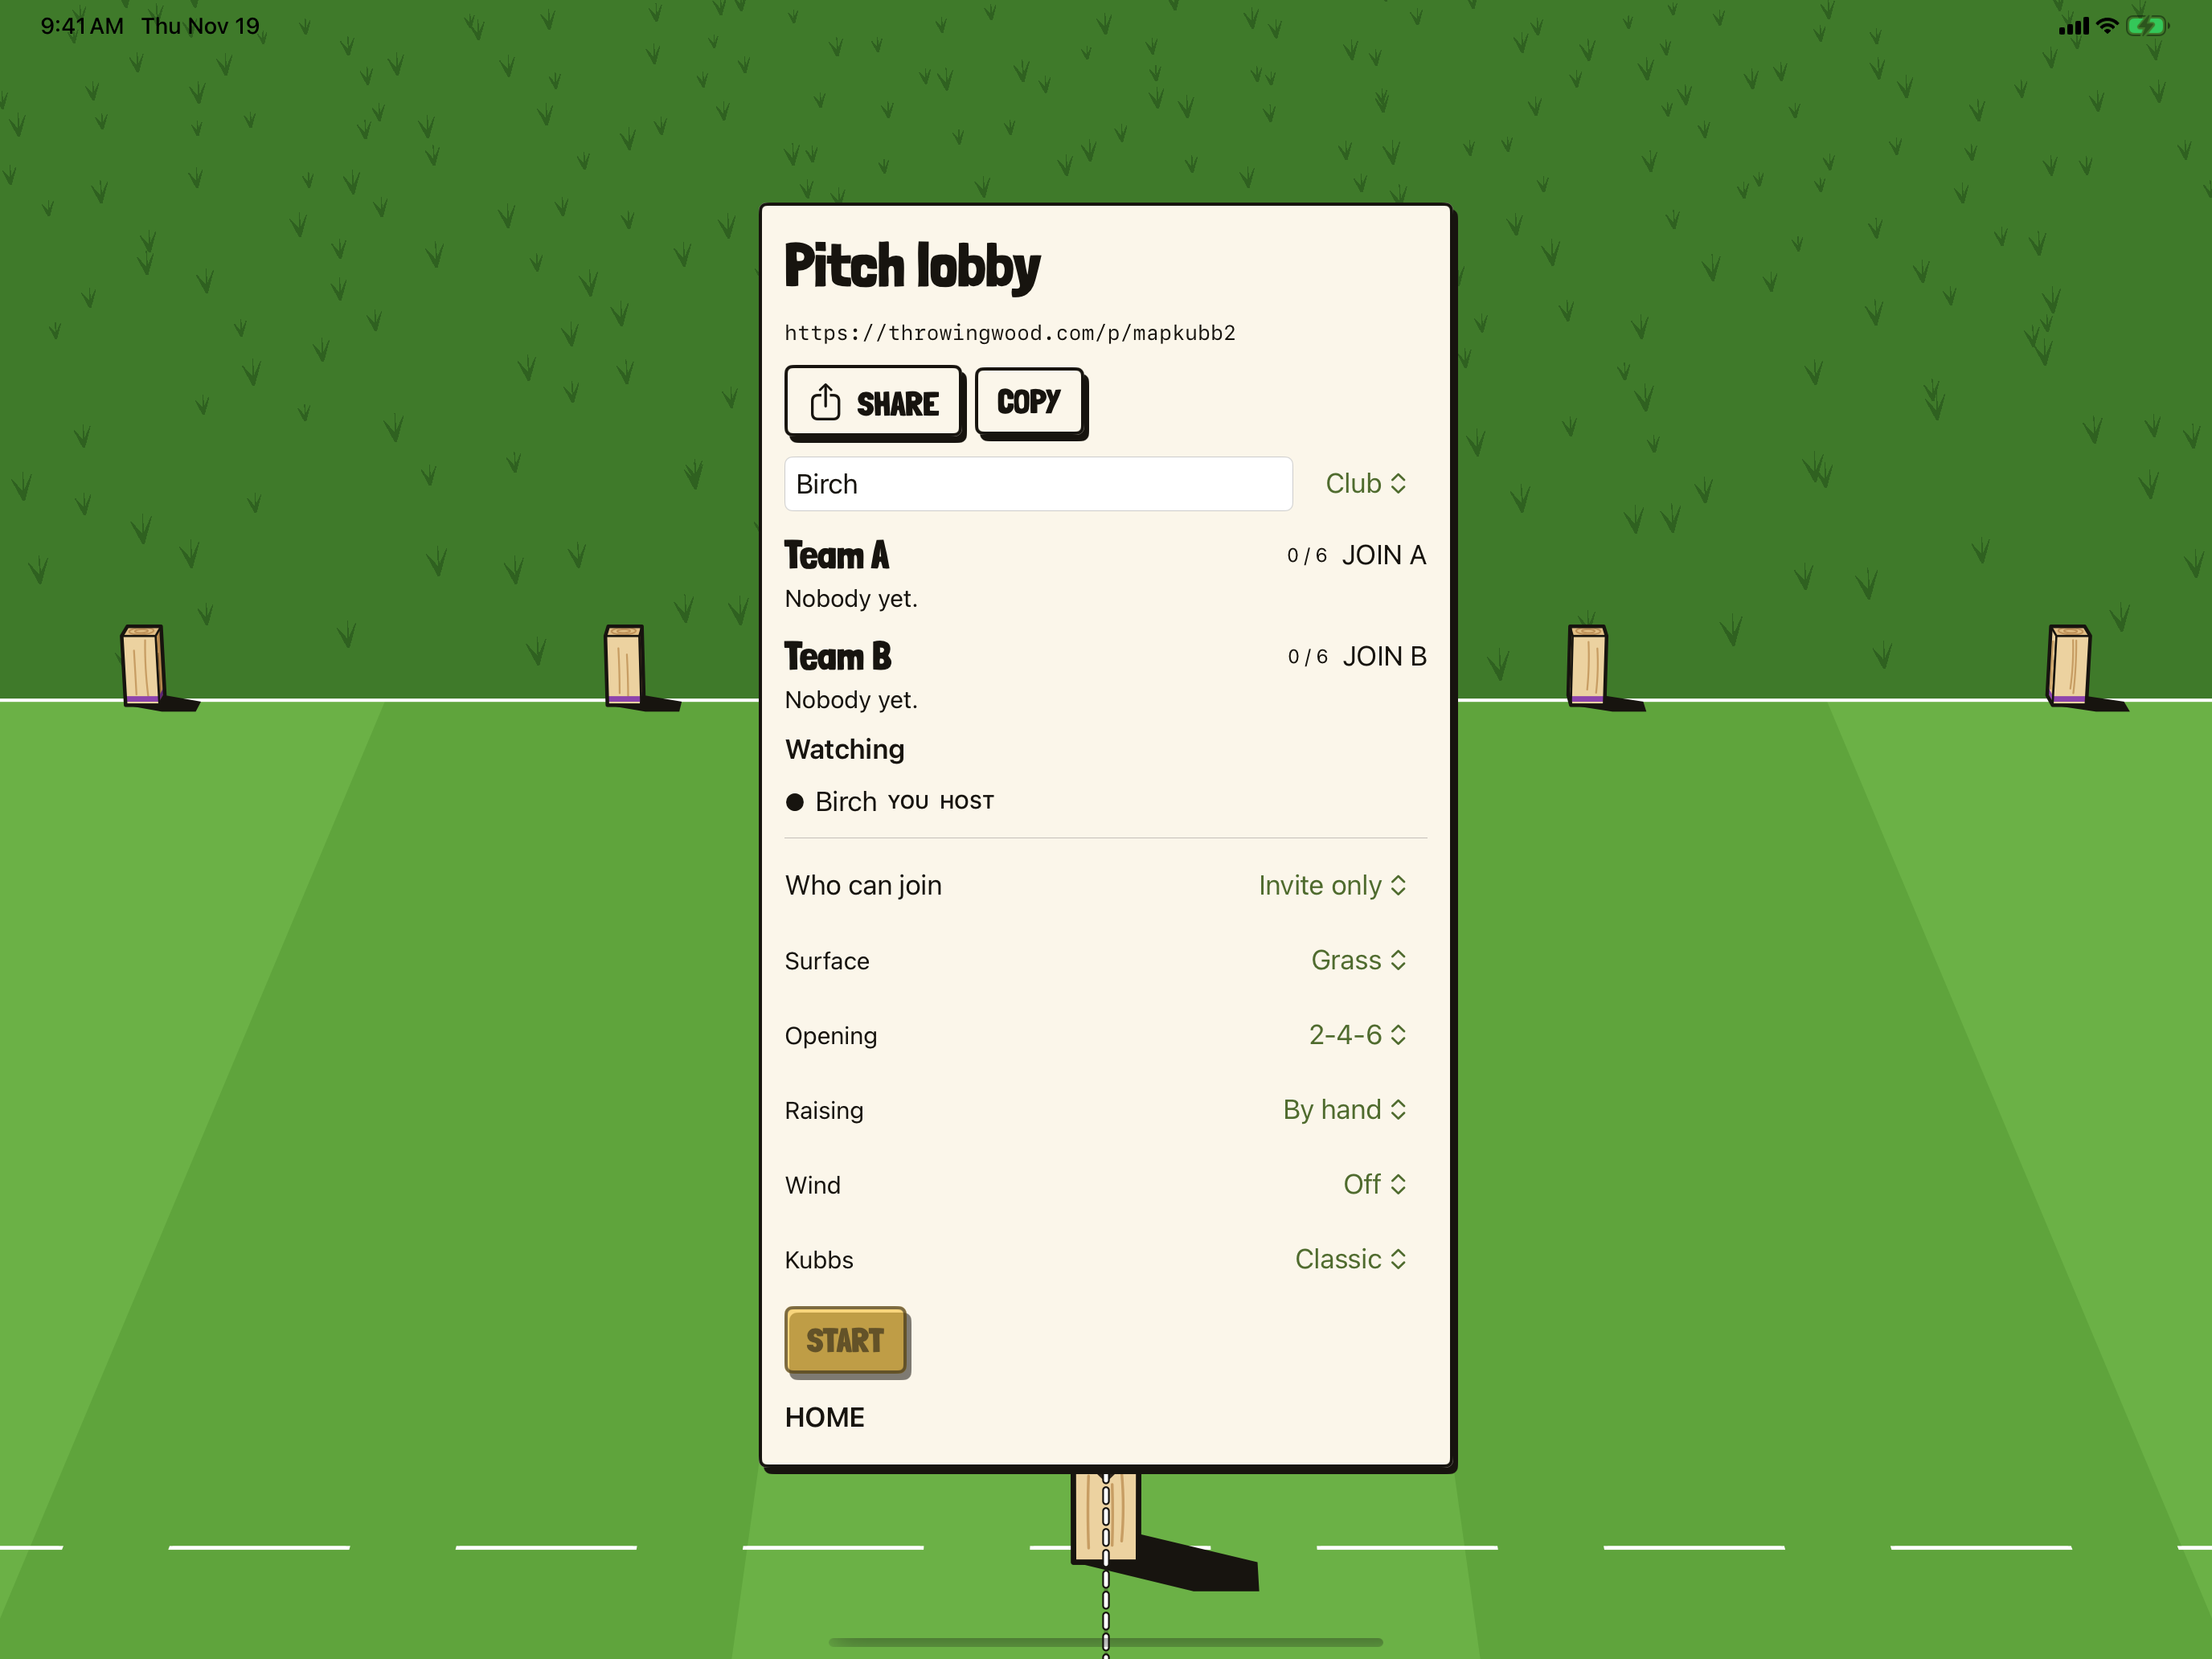 9:41 AM Thu Nov 19
Pitch lobby
https://throwingwood.com/p/mapkubb2
SHARE COPY
Birch Club
Team A 0 / 6 JOIN A
Nobody yet.
Team B 0 / 6 JOIN B
Nobody yet.
Watching
Birch YOU HOST
Who can join Invite only
Surface Grass
Opening 2-4-6
Raising By hand
Wind Off
Kubbs Classic
START
HOME